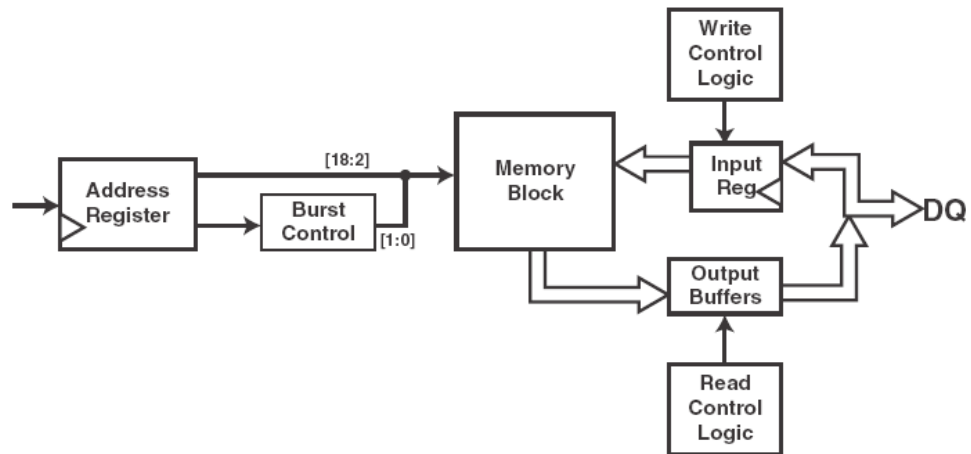 Write
Control
Logic
[18:2]
Address
Register
Burst
Control
[1:0]
Memory
Block
Input
Reg
DQ
Output
Buffers
Read
Control
Logic